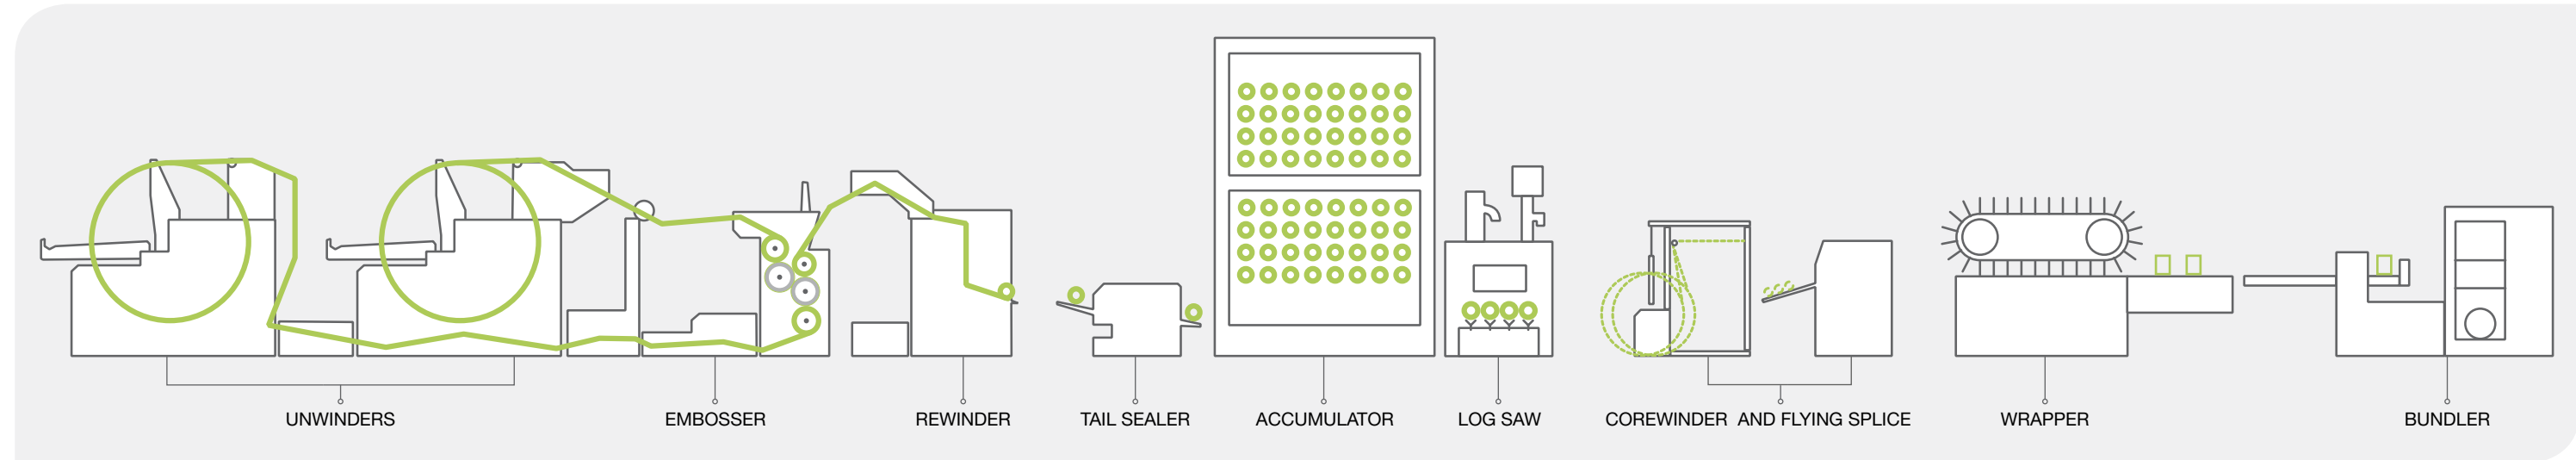 UNWINDERS EMBOSSER REWINDER TAIL SEALER ACCUMULATOR LOG SAW COREWINDER AND FLYING SPLICE WRAPPER BUNDLER